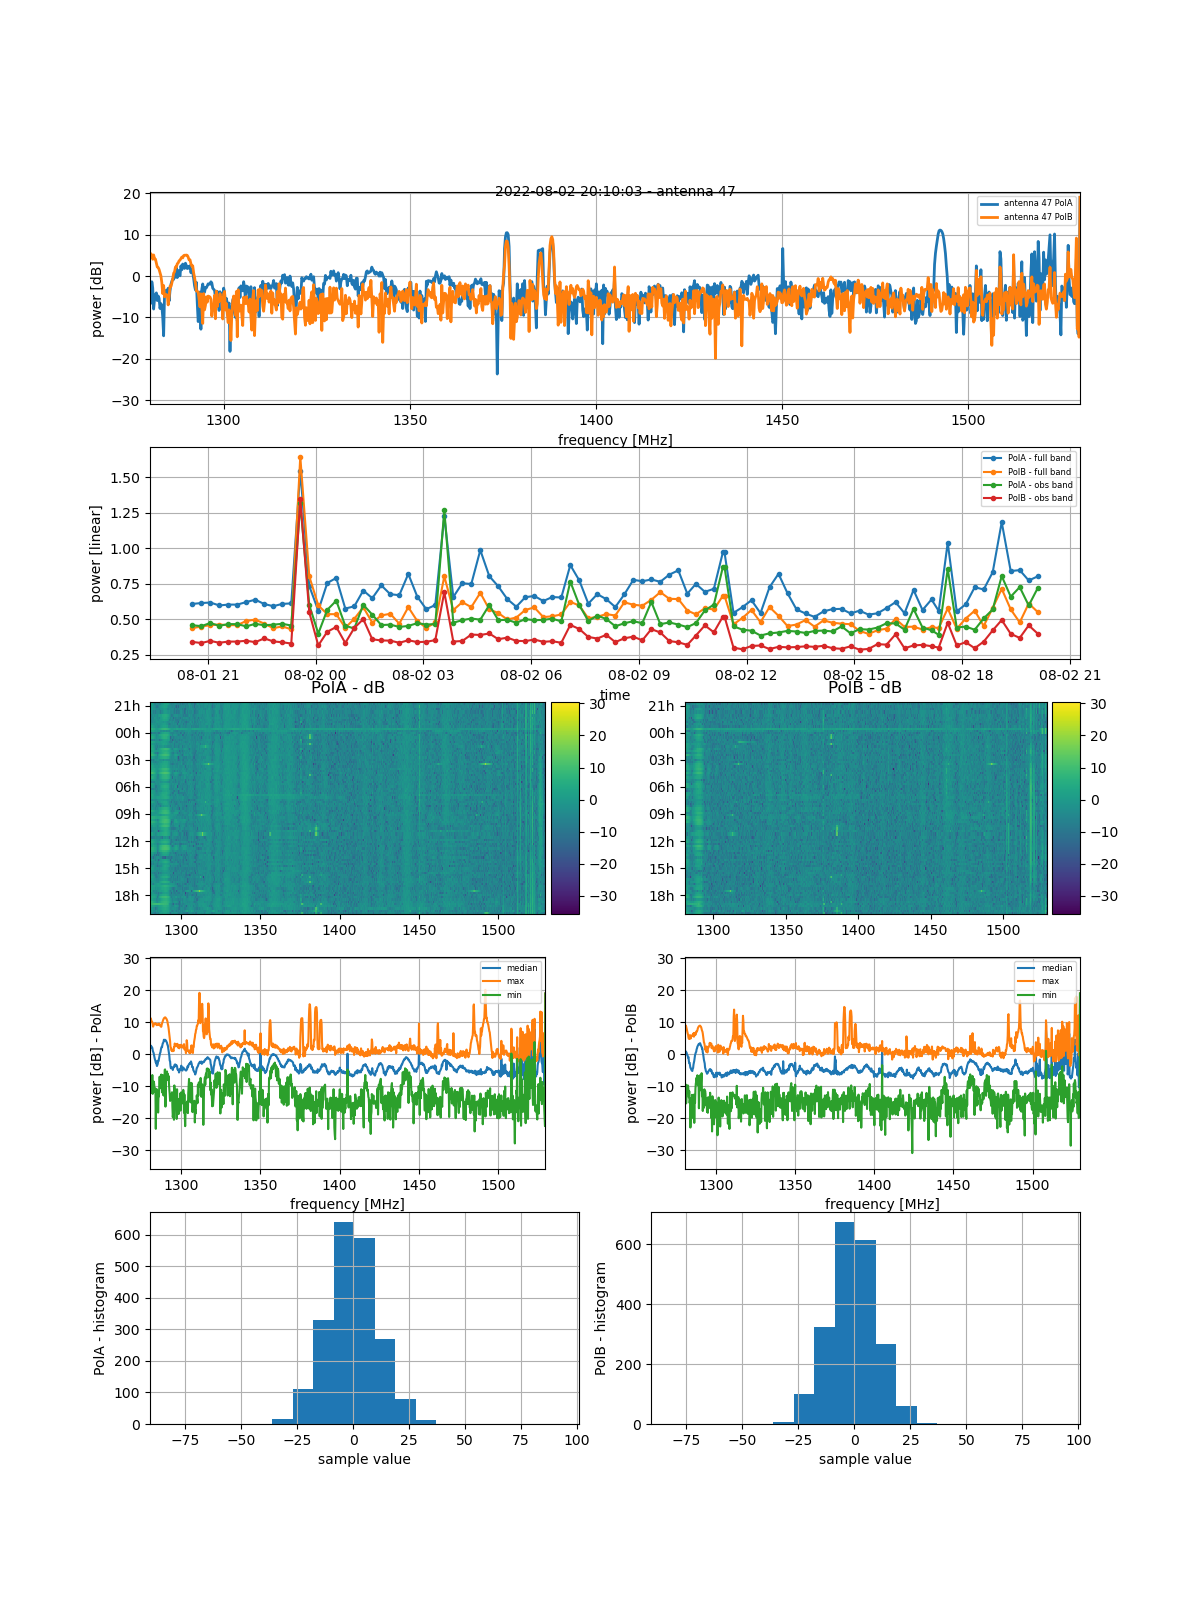 2022-08-02 20:10:03 - antenna 47
20
10
0
−10
−20
−30
power [dB]
antenna 47 PolA
antenna 47 PolB
1300
1350
1400
1450
1500
frequency [MHz]
1.50
1.25
1.00
0.75
0.50
0.25
power [linear]
PolA - full band
PolB - full band
PolA - obs band
PolB - obs band
08-01 21
08-02 00
08-02 03
08-02 06
08-02 09
08-02 12
08-02 15
08-02 18
08-02 21
time
PolA - dB
21h
00h
03h
06h
09h
12h
15h
18h
1300
1350
1400
1450
1500
30
20
10
0
−10
−20
−30
PolB - dB
21h
00h
03h
06h
09h
12h
15h
18h
1300
1350
1400
1450
1500
30
20
10
0
−10
−20
−30
30
20
10
0
−10
−20
−30
power [dB] - PolA
median
max
min
1300
1350
1400
1450
1500
frequency [MHz]
30
20
10
0
−10
−20
−30
power [dB] - PolB
median
max
min
1300
1350
1400
1450
1500
frequency [MHz]
600
500
400
300
200
100
0
PolA - histogram
−75
−50
−25
0
25
50
75
100
sample value
600
400
200
0
PolB - histogram
−75
−50
−25
0
25
50
75
100
sample value